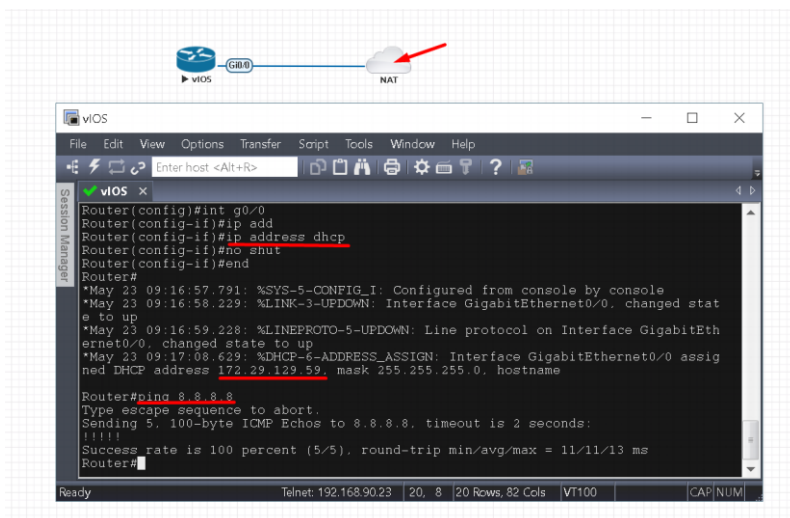 Gi0/0
vIOS
NAT
vIOS
File Edit View Options Transfer Script Tools Window Help
Enter host <Alt+R>
vIOS
Session Manager
Router(config)#int g0/0
Router(config-if)#ip add
Router(config-if)#ip address dhcp
Router(config-if)#no shut
Router(config-if)#end
Router#
*May 23 09:16:57.791: %SYS-5-CONFIG_I: Configured from console by console
*May 23 09:16:58.229: %LINK-3-UPDOWN: Interface GigabitEthernet0/0, changed stat
e to up
*May 23 09:16:59.228: %LINEPROTO-5-UPDOWN: Line protocol on Interface GigabitEth
ernet0/0, changed state to up
*May 23 09:17:08.629: %DHCP-6-ADDRESS_ASSIGN: Interface GigabitEthernet0/0 assig
ned DHCP address 172.29.129.59, mask 255.255.255.0, hostname
Router#ping 8.8.8.8
Type escape sequence to abort.
Sending 5, 100-byte ICMP Echos to 8.8.8.8, timeout is 2 seconds:
!!!!!
Success rate is 100 percent (5/5), round-trip min/avg/max = 11/11/13 ms
Router#
Ready Telnet: 192.168.90.23 20, 8 20 Rows, 82 Cols VT100 CAP NUM